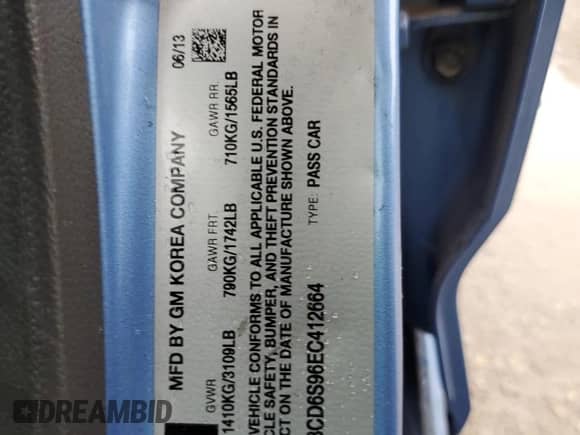 MFD BY GM KOREA COMPANY 06/13
GVWR GAWR FRT. GAWR RR.
1410KG/3109LB 790KG/1742LB 710KG/1565LB
VEHICLE CONFORMS TO ALL APPLICABLE U.S. FEDERAL MOTOR
CLE SAFETY, BUMPER, AND THEFT PREVENTION STANDARDS IN
CT ON THE DATE OF MANUFACTURE SHOWN ABOVE.
CD6S96EC412664 TYPE: PASS CAR
DREAMBID